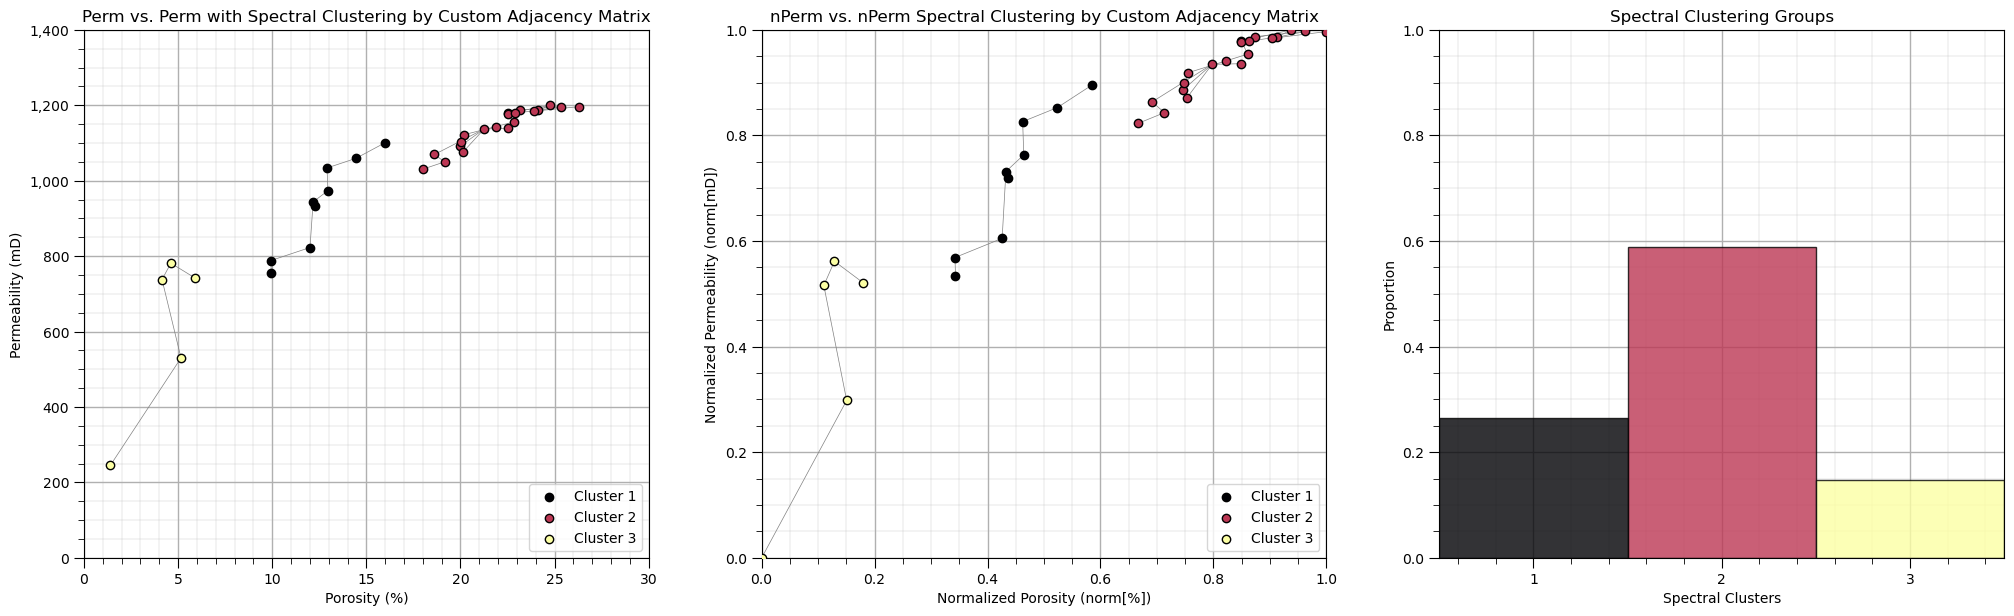 Perm vs. Perm with Spectral Clustering by Custom Adjacency Matrix
1,400
1,200
1,000
800
600
400
200
0
Permeability (mD)
0 5 10 15 20 25 30
Porosity (%)
Cluster 1
Cluster 2
Cluster 3
nPerm vs. nPerm Spectral Clustering by Custom Adjacency Matrix
1.0
0.8
0.6
0.4
0.2
0.0
Normalized Permeability (norm[mD])
0.0 0.2 0.4 0.6 0.8 1.0
Normalized Porosity (norm[%])
Cluster 1
Cluster 2
Cluster 3
Spectral Clustering Groups
1.0
0.8
0.6
0.4
0.2
0.0
Proportion
1 2 3
Spectral Clusters